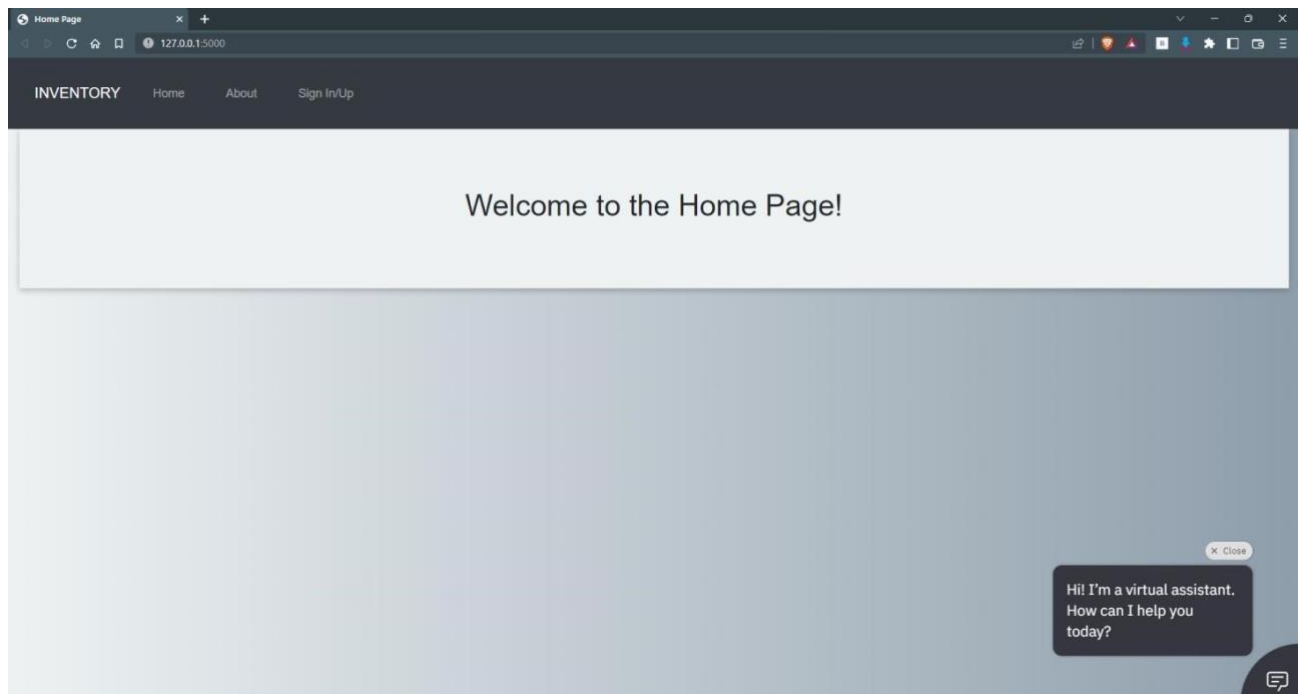 Home Page
127.0.0.1:5000
INVENTORY Home About Sign In/Up
Welcome to the Home Page!
Close
Hi! I'm a virtual assistant.
How can I help you
today?